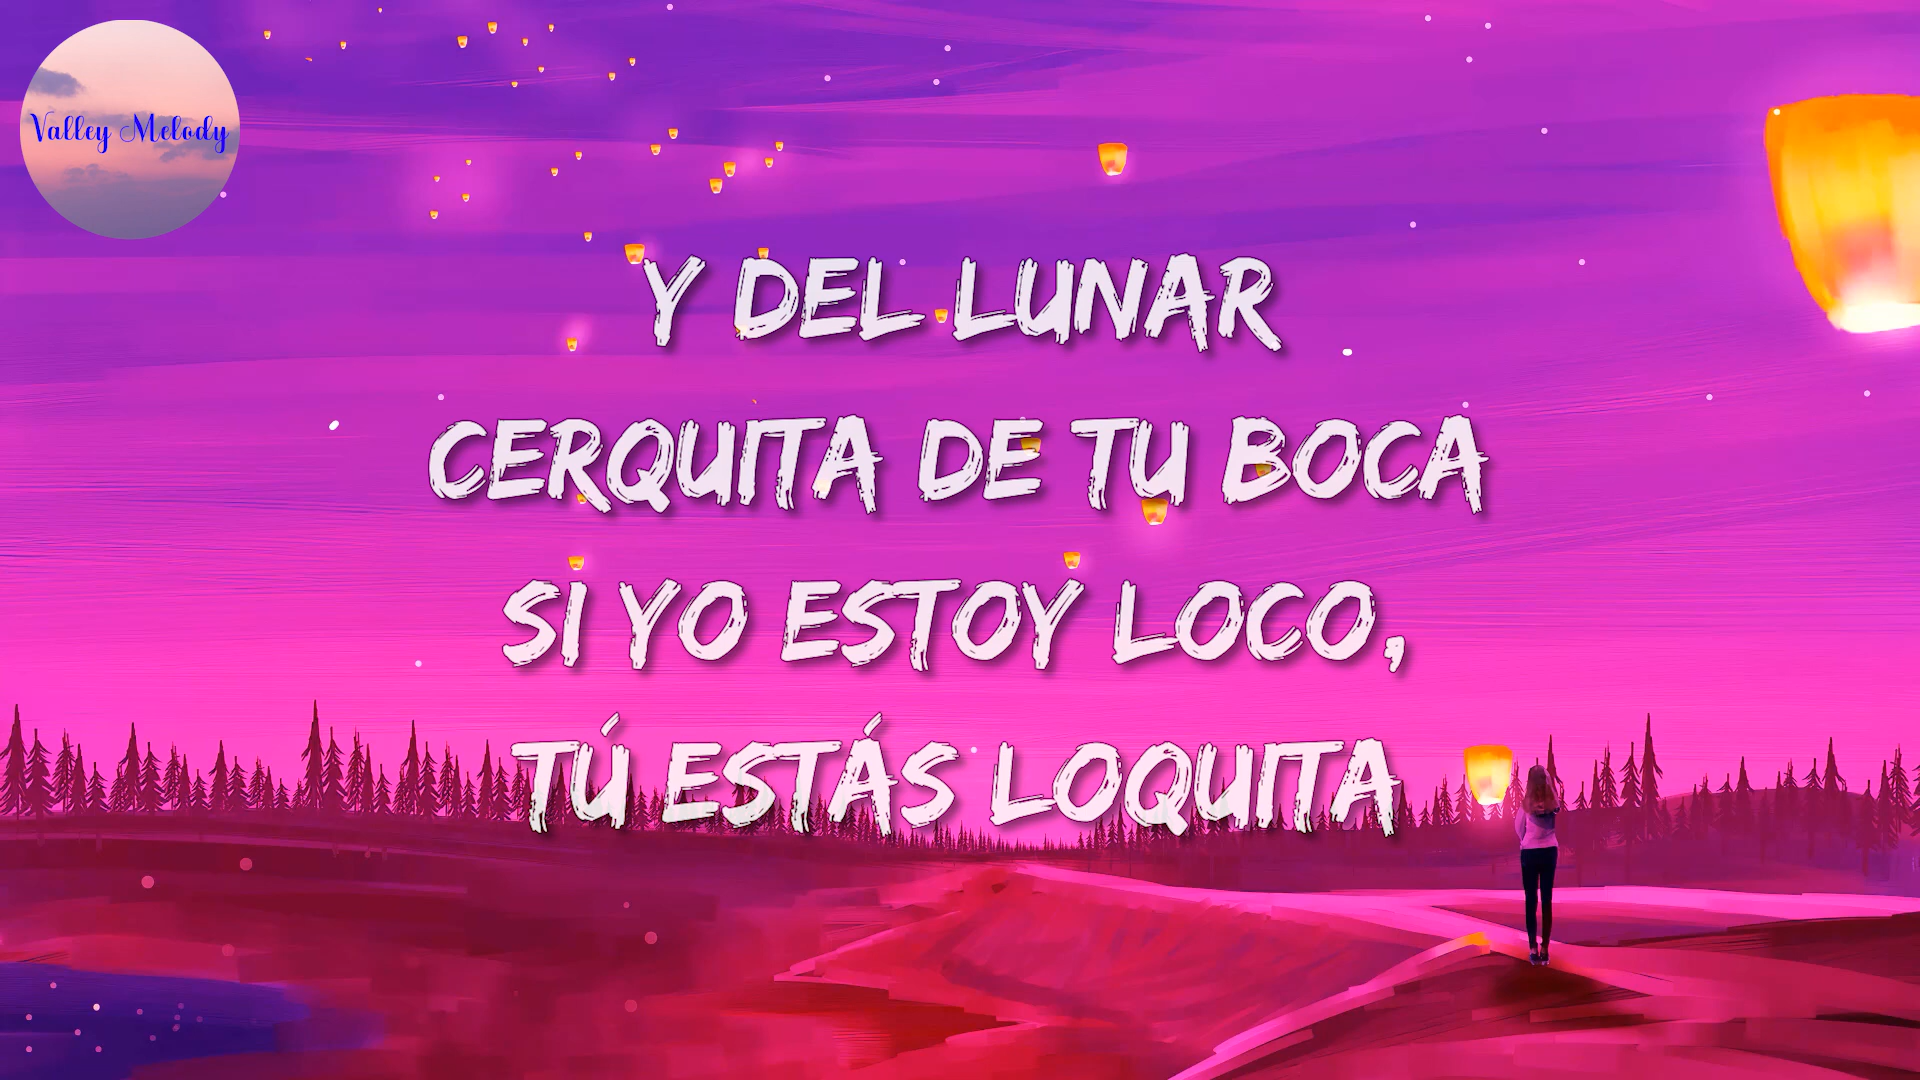 Valley Melody
Y DEL LUNAR
CERQUITA DE TU BOCA
SI YO ESTOY LOCO,
TÚ ESTÁS LOQUITA